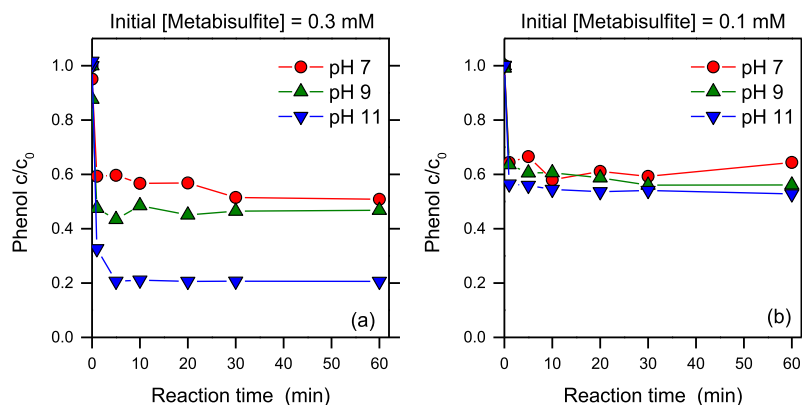 Initial [Metabisulfite] = 0.3 mM
1.0
0.8
0.6
0.4
0.2
0.0
Phenol c/c0
pH 7
pH 9
pH 11
(a)
0 10 20 30 40 50 60
Reaction time (min)
Initial [Metabisulfite] = 0.1 mM
1.0
0.8
0.6
0.4
0.2
0.0
Phenol c/c0
pH 7
pH 9
pH 11
(b)
0 10 20 30 40 50 60
Reaction time (min)